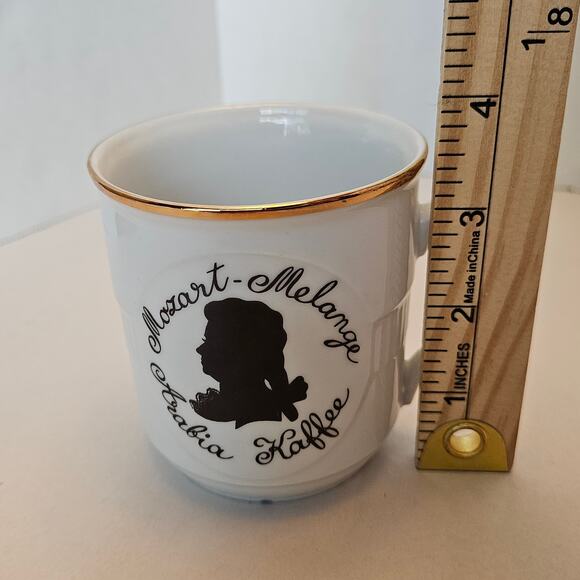 Mozart-Melange
Arabia Kaffee
1 INCHES
2
3
4
Made in China
1
8